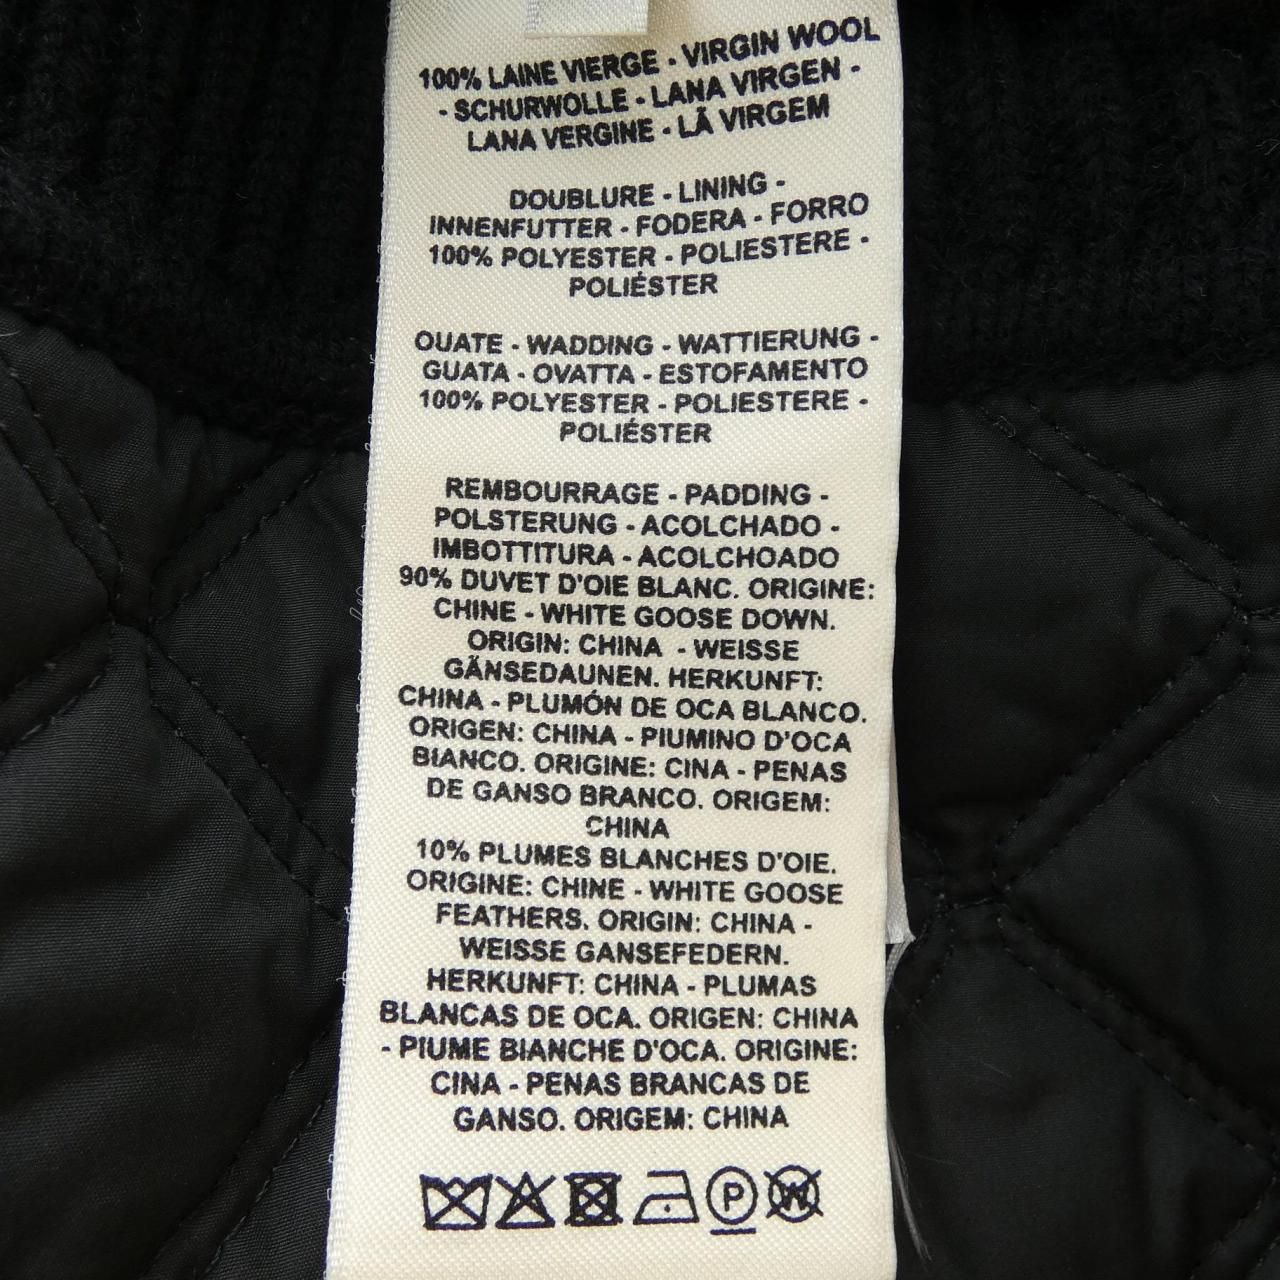 100% LAINE VIERGE - VIRGIN WOOL
- SCHURWOLLE - LANA VIRGEN -
LANA VERGINE - LÃ VIRGEM
DOUBLURE - LINING -
INNENFUTTER - FODERA - FORRO
100% POLYESTER - POLIESTERE -
POLIÉSTER
OUATE - WADDING - WATTIERUNG -
GUATA - OVATTA - ESTOFAMENTO
100% POLYESTER - POLIESTERE -
POLIÉSTER
REMBOURRAGE - PADDING -
POLSTERUNG - ACOLCHADO -
IMBOTTITURA - ACOLCHOADO
90% DUVET D'OIE BLANC. ORIGINE:
CHINE - WHITE GOOSE DOWN.
ORIGIN: CHINA - WEISSE
GÄNSEDAUNEN. HERKUNFT:
CHINA - PLUMÓN DE OCA BLANCO.
ORIGEN: CHINA - PIUMINO D'OCA
BIANCO. ORIGINE: CINA - PENAS
DE GANSO BRANCO. ORIGEM:
CHINA
10% PLUMES BLANCHES D'OIE.
ORIGINE: CHINE - WHITE GOOSE
FEATHERS. ORIGIN: CHINA -
WEISSE GANSEFEDERN.
HERKUNFT: CHINA - PLUMAS
BLANCAS DE OCA. ORIGEN: CHINA
- PIUME BIANCHE D'OCA. ORIGINE:
CINA - PENAS BRANCAS DE
GANSO. ORIGEM: CHINA
P W